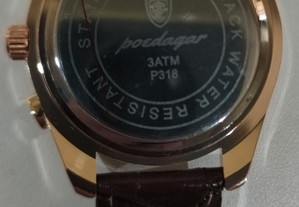 poedagar
3ATM
P318
ACK WATER RESISTANT ST